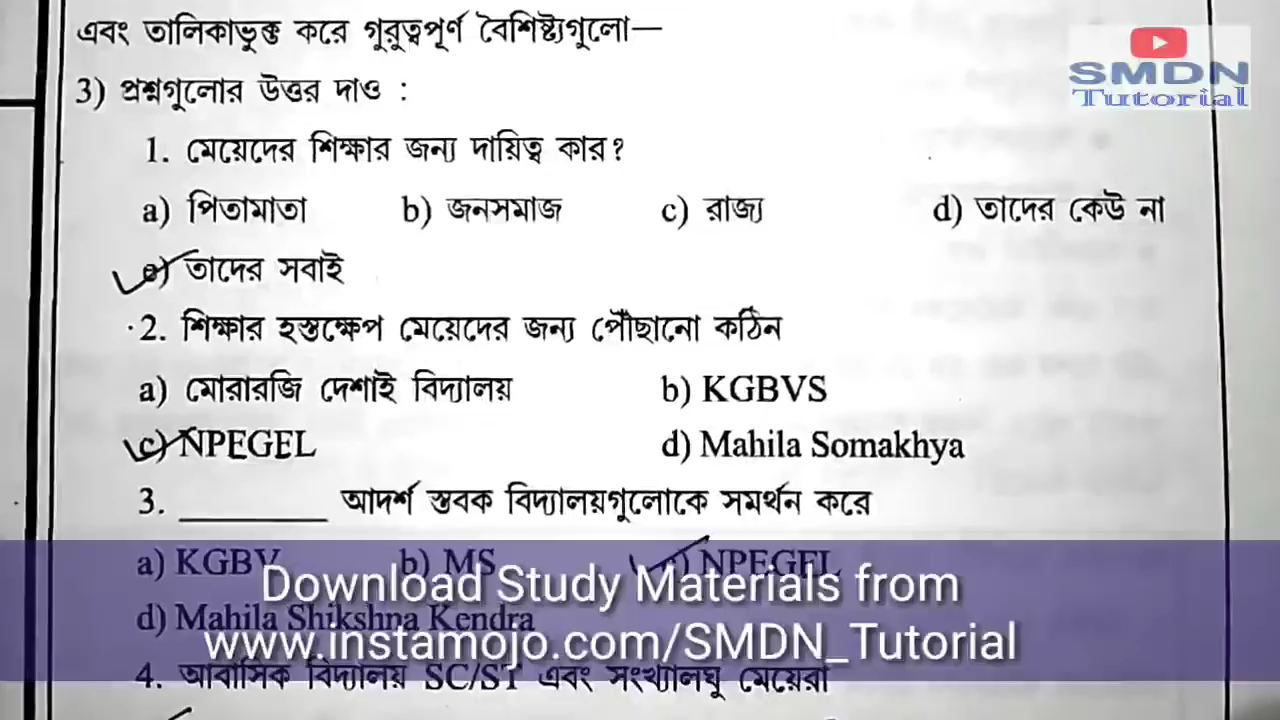 এবং তালিকাভুক্ত করে গুরুত্বপূর্ণ বৈশিষ্ট্যগুলো—
SMDN
Tutorial
3) প্রশ্নগুলোর উত্তর দাও :
1. মেয়েদের শিক্ষার জন্য দায়িত্ব কার?
a) পিতামাতা b) জনসমাজ c) রাজ্য d) তাদের কেউ না
e) তাদের সবাই
2. শিক্ষার হস্তক্ষেপ মেয়েদের জন্য পৌঁছানো কঠিন
a) মোরারজি দেশাই বিদ্যালয় b) KGBVS
c) NPEGEL d) Mahila Somakhya
3. ________ আদর্শ স্তবক বিদ্যালয়গুলোকে সমর্থন করে
a) KGBV b) MS c) NPEGEL
Download Study Materials from
d) Mahila Shikshna Kendra
www.instamojo.com/SMDN_Tutorial
4. আবাসিক বিদ্যালয় SC/ST এবং সংখ্যালঘু মেয়েরা